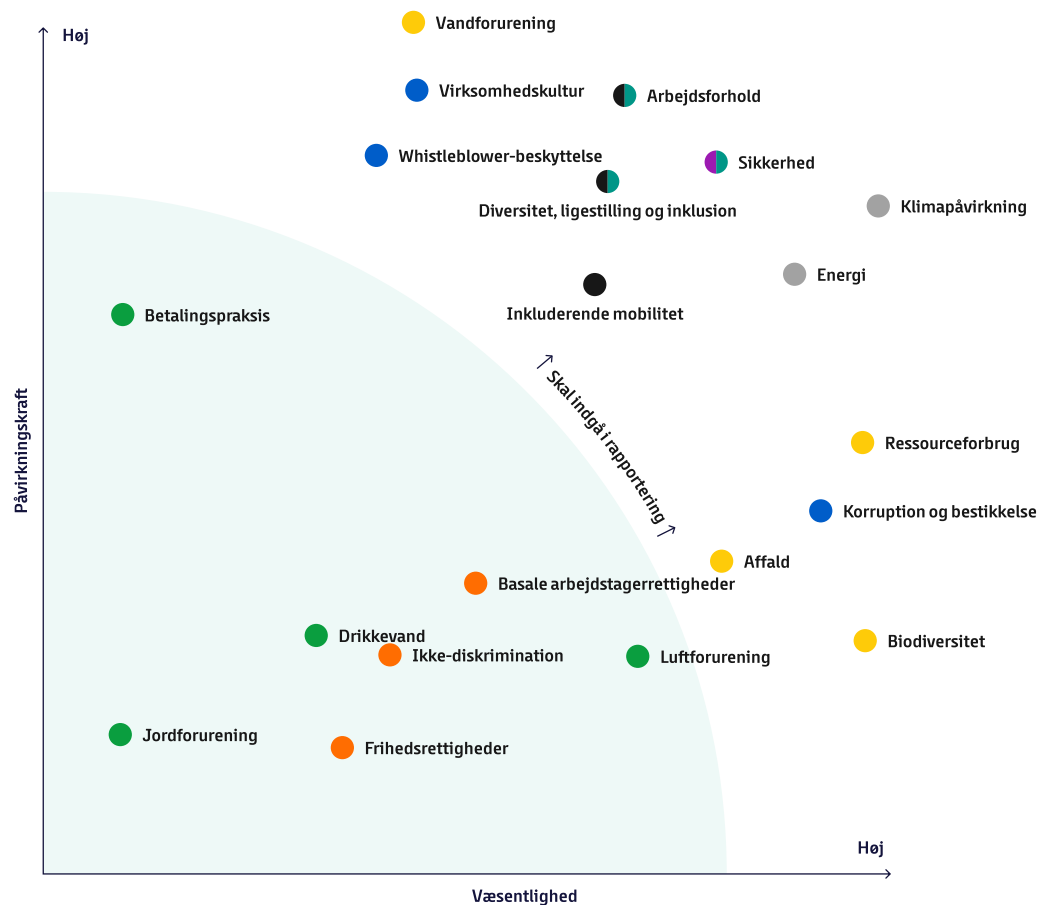 Vandforurening
Høj
Virksomhedskultur
Arbejdsforhold
Whistleblower-beskyttelse
Sikkerhed
Diversitet, ligestilling og inklusion
Klimapåvirkning
Energi
Inkluderende mobilitet
Betalingspraksis
Skal indgå i rapportering
Påvirkningskraft
Ressourceforbrug
Korruption og bestikkelse
Affald
Basale arbejdstagerrettigheder
Drikkevand
Ikke-diskrimination
Luftforurening
Biodiversitet
Jordforurening
Frihedsrettigheder
Høj
Væsentlighed